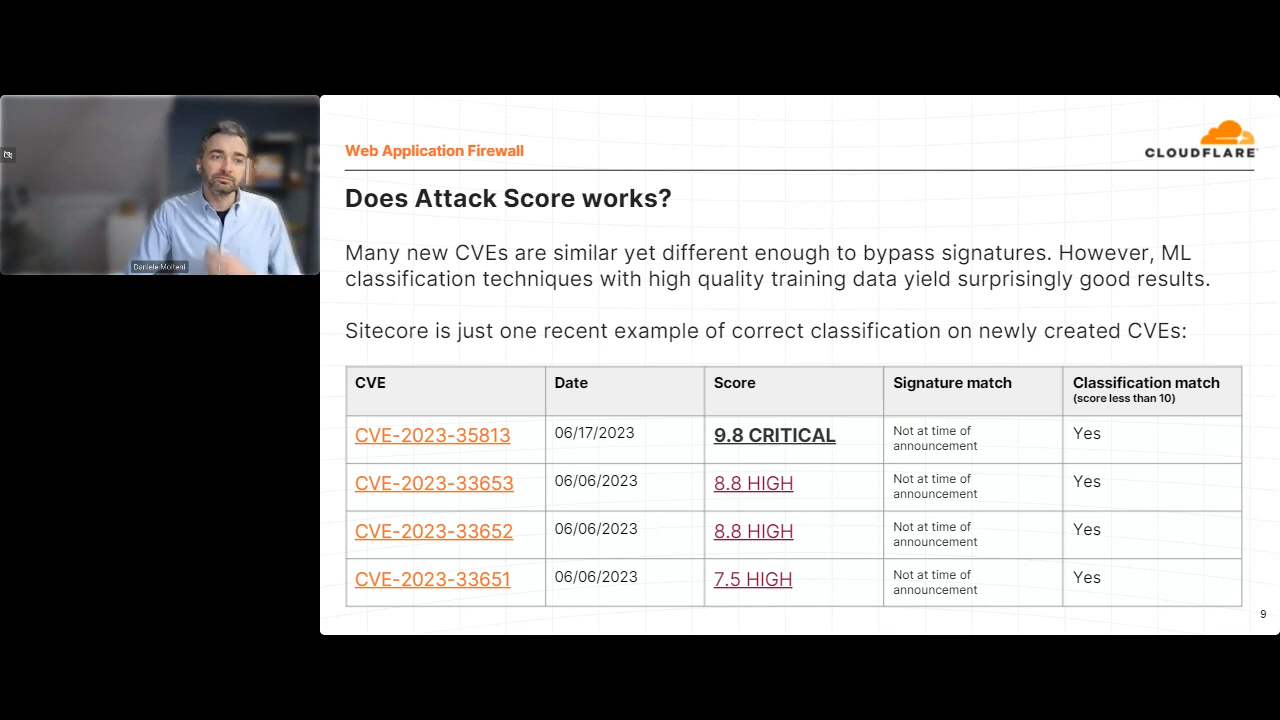 Daniele Molteni
Web Application Firewall
CLOUDFLARE
Does Attack Score works?
Many new CVEs are similar yet different enough to bypass signatures. However, ML
classification techniques with high quality training data yield surprisingly good results.
Sitecore is just one recent example of correct classification on newly created CVEs:
CVE Date Score Signature match Classification match
(score less than 10)
CVE-2023-35813 06/17/2023 9.8 CRITICAL Not at time of
announcement Yes
CVE-2023-33653 06/06/2023 8.8 HIGH Not at time of
announcement Yes
CVE-2023-33652 06/06/2023 8.8 HIGH Not at time of
announcement Yes
CVE-2023-33651 06/06/2023 7.5 HIGH Not at time of
announcement Yes
9